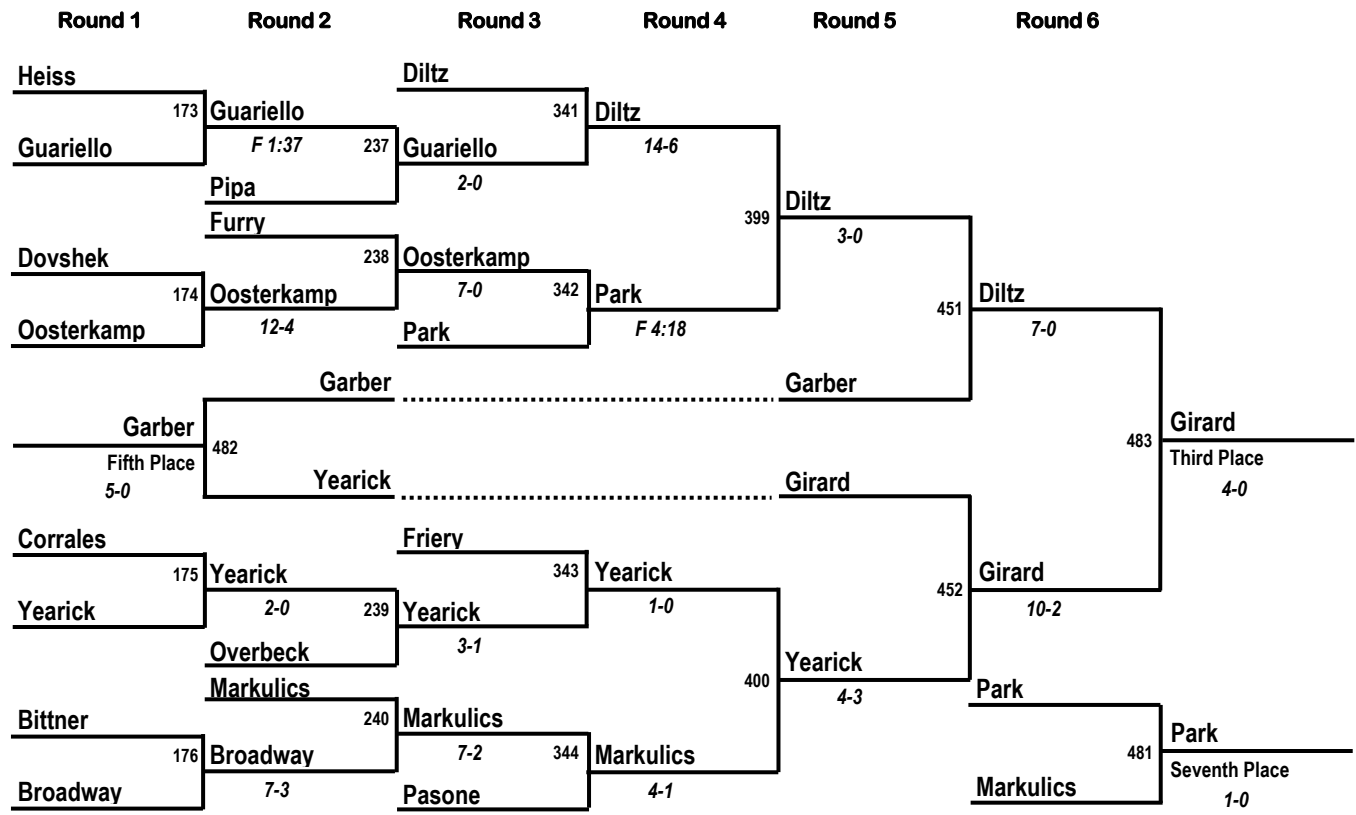 Round 1 Round 2 Round 3 Round 4 Round 5 Round 6
Heiss
Diltz
173 Guariello
341 Diltz
F 1:37
237
14-6
Guariello
Guariello
2-0
Pipa
Diltz
399
Furry
3-0
Dovshek
238 Oosterkamp
174 Oosterkamp
7-0
342 Park
451 Diltz
12-4
F 4:18
7-0
Oosterkamp
Park
Garber
Garber
Garber
482
483 Girard
Fifth Place
Third Place
5-0
4-0
Yearick
Girard
Corrales
Friery
175 Yearick
343 Yearick
452 Girard
2-0
239
1-0
10-2
Yearick
Yearick
3-1
Overbeck
400 Yearick
4-3
Markulics
Park
Bittner
240 Markulics
176 Broadway
7-2
344 Markulics
481 Park
Seventh Place
7-3
4-1
1-0
Broadway
Pasone
Markulics